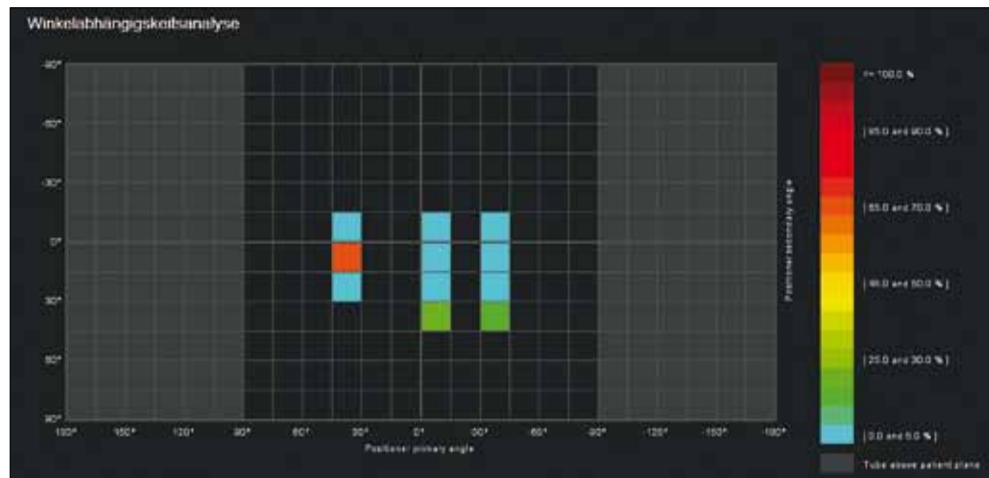 Winkelabhängigskeitsanalyse
-90°
-60°
-30°
0°
30°
60°
90°
180° 150° 120° 90° 60° 30° 0° -30° -60° -90° -120° -150° -180°
Positioner primary angle
Positioner secondary angle
>= 100.0 %
[ 85.0 and 90.0 % ]
[ 65.0 and 70.0 % ]
[ 45.0 and 50.0 % ]
[ 25.0 and 30.0 % ]
[ 0.0 and 5.0 % ]
Tube above patient plane